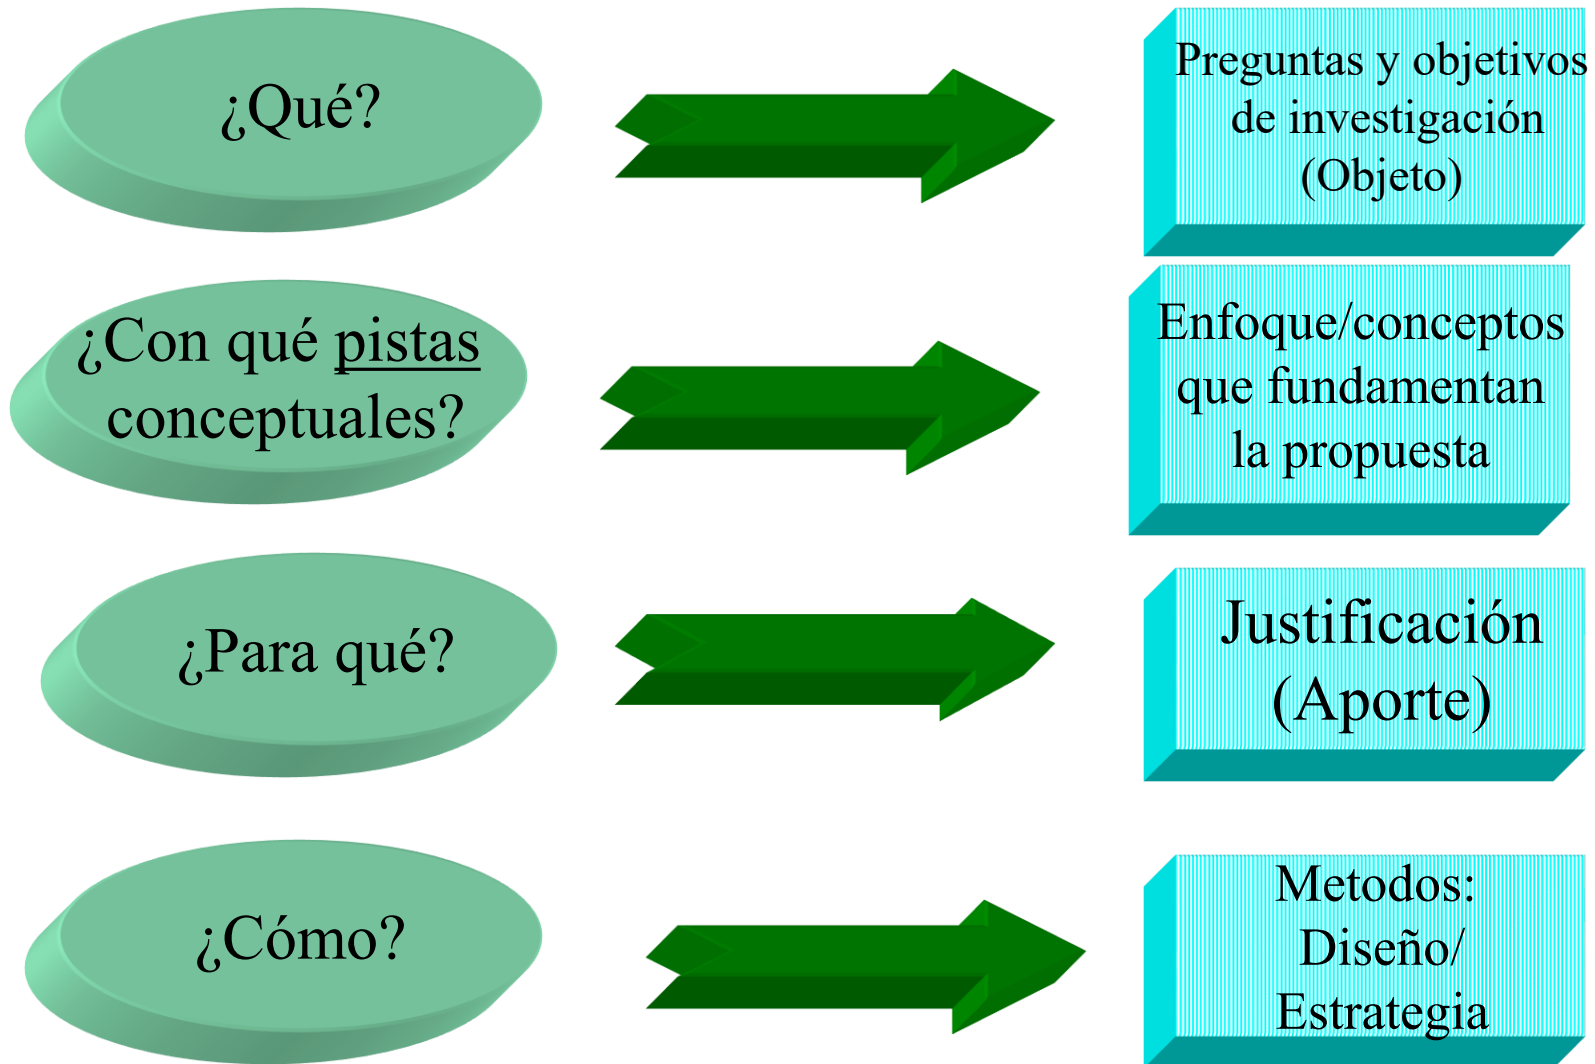 ¿Qué?
Preguntas y objetivos
de investigación
(Objeto)
¿Con qué pistas
conceptuales?
Enfoque/conceptos
que fundamentan
la propuesta
¿Para qué?
Justificación
(Aporte)
¿Cómo?
Metodos:
Diseño/
Estrategia